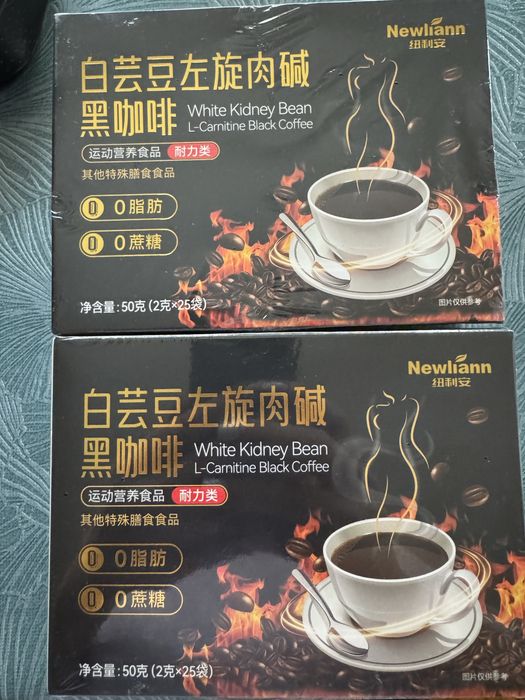 Newliann
纽利安
白芸豆左旋肉碱
黑咖啡 White Kidney Bean
L-Carnitine Black Coffee
运动营养食品 耐力类
其他特殊膳食食品
0 0脂肪
0 0蔗糖
净含量:50克(2克×25袋)
图片仅供参考
Newliann
纽利安
白芸豆左旋肉碱
黑咖啡 White Kidney Bean
L-Carnitine Black Coffee
运动营养食品 耐力类
其他特殊膳食食品
0 0脂肪
0 0蔗糖
净含量:50克(2克×25袋)
图片仅供参考